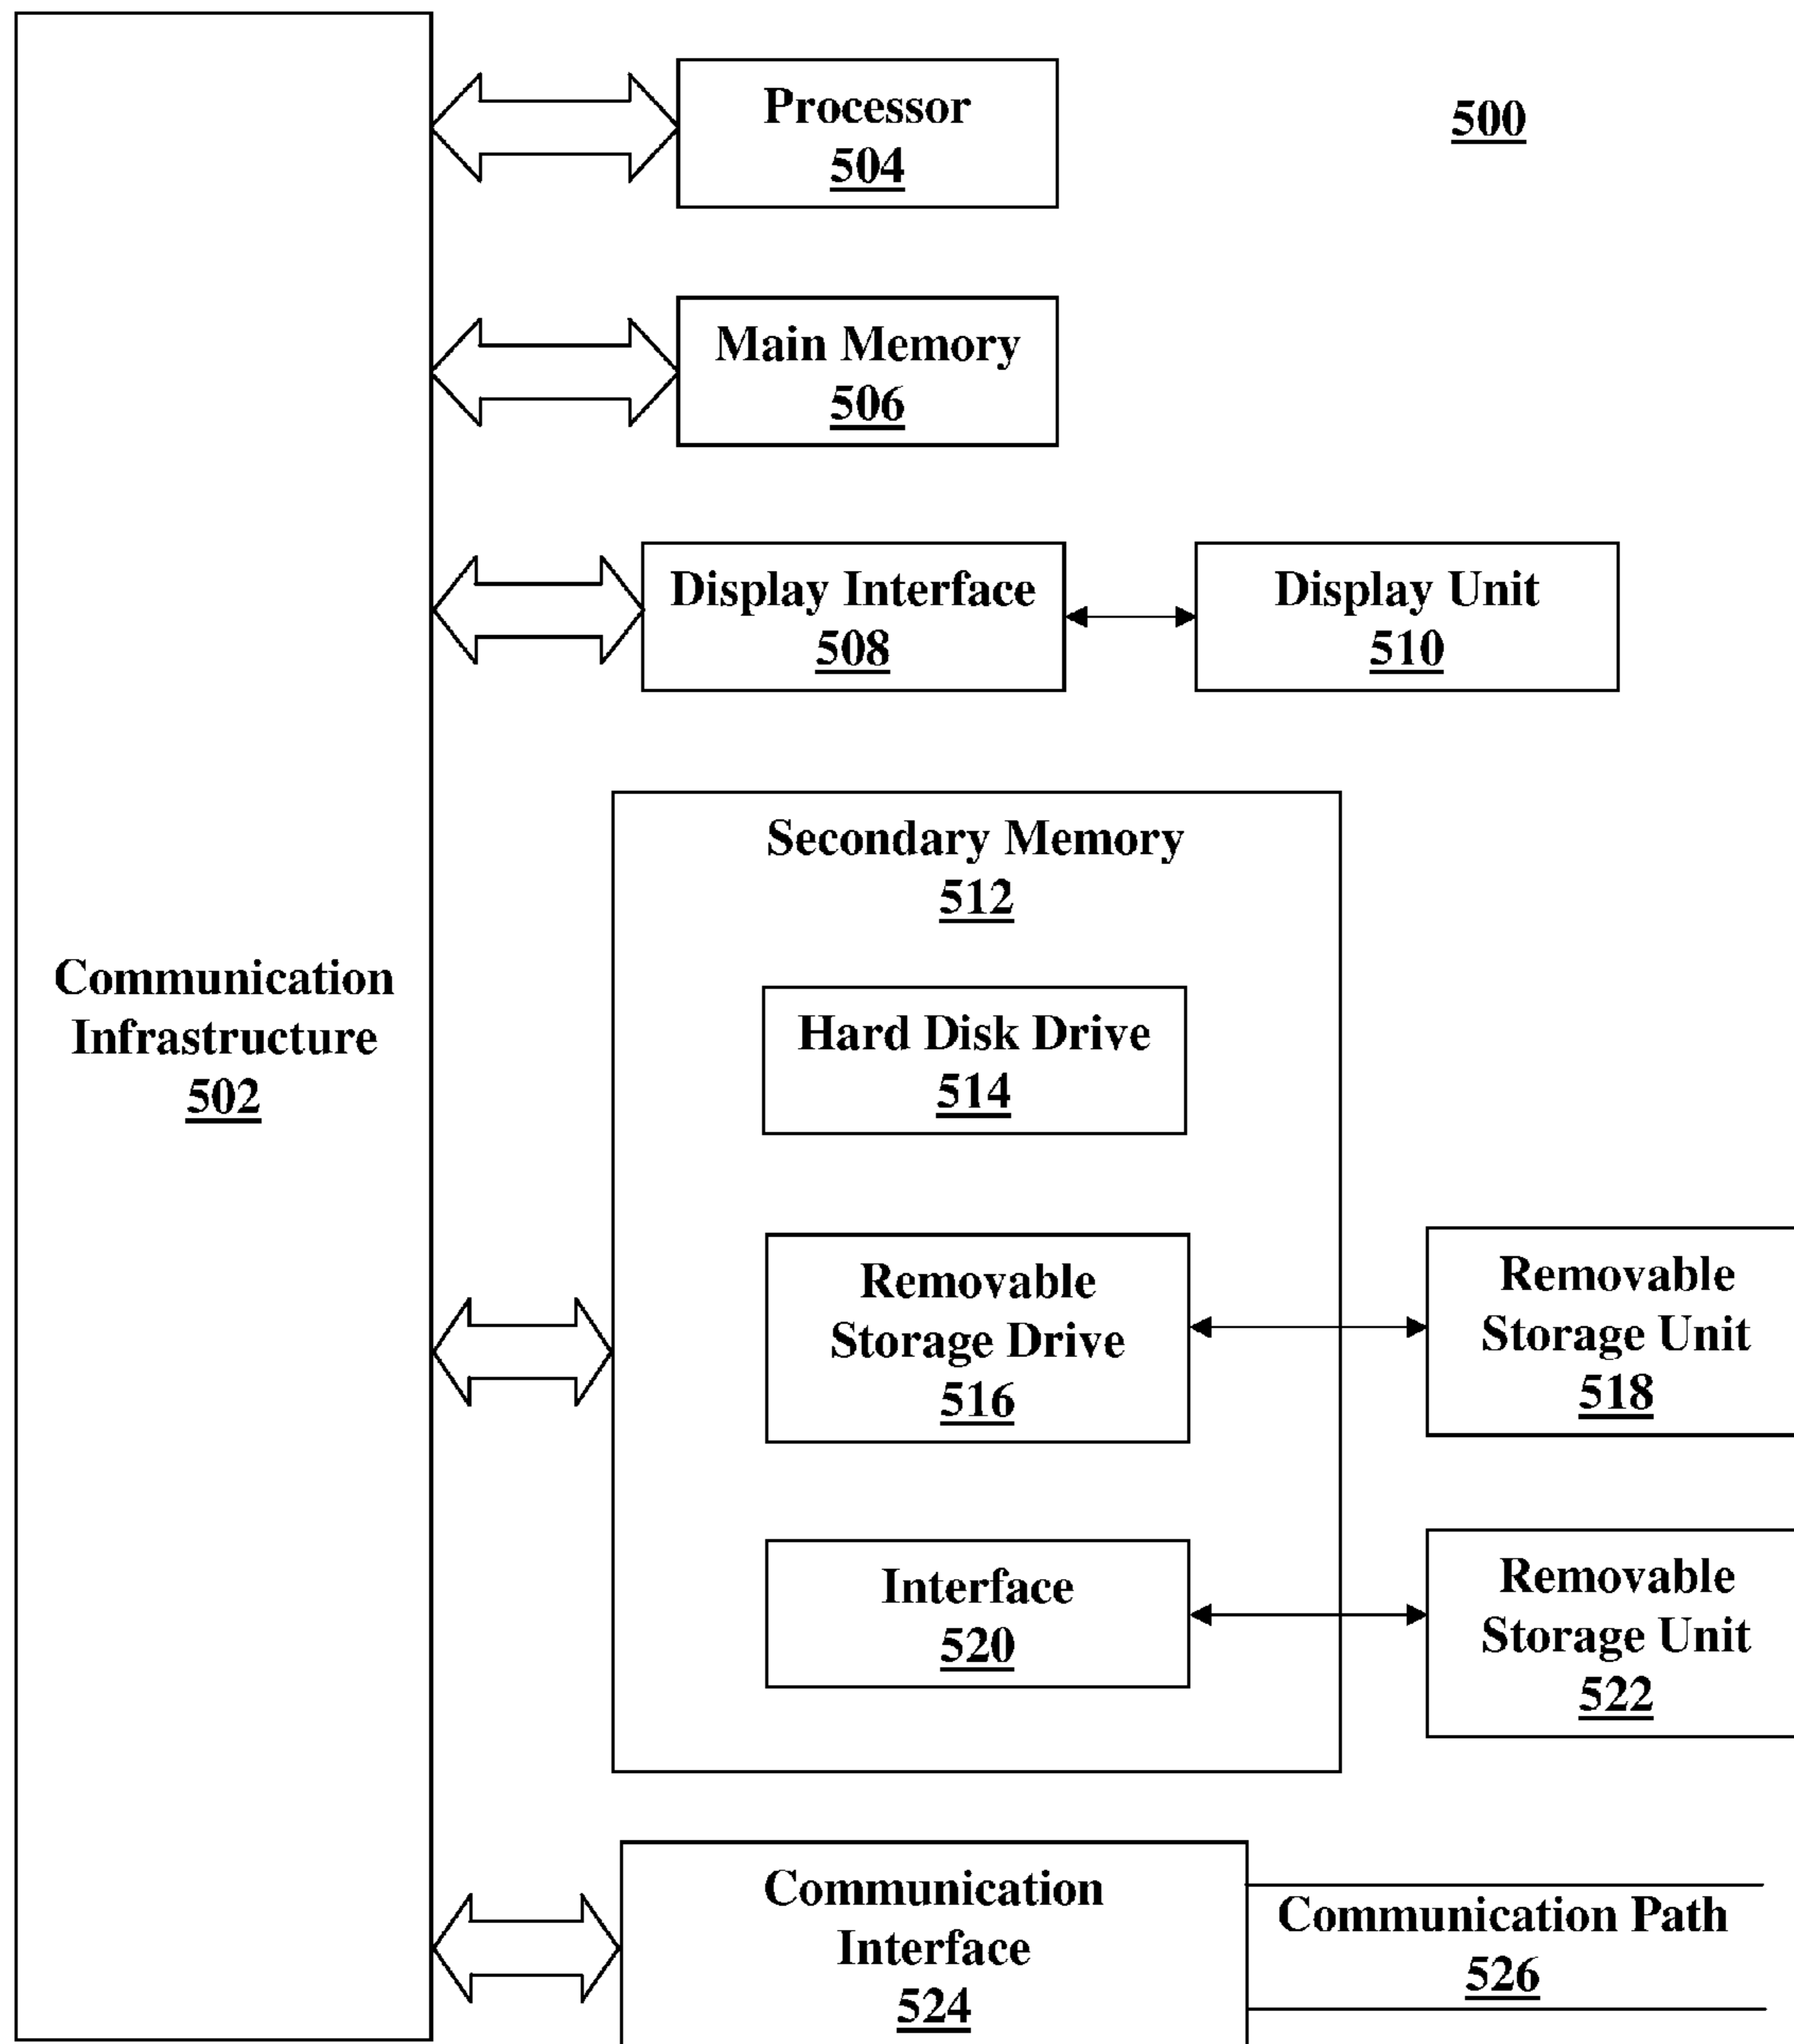 Processor
504
500
Main Memory
506
Display Interface
508
Display Unit
510
Secondary Memory
512
Communication
Infrastructure
502
Hard Disk Drive
514
Removable
Storage Drive
516
Removable
Storage Unit
518
Interface
520
Removable
Storage Unit
522
Communication
Interface
524
Communication Path
526